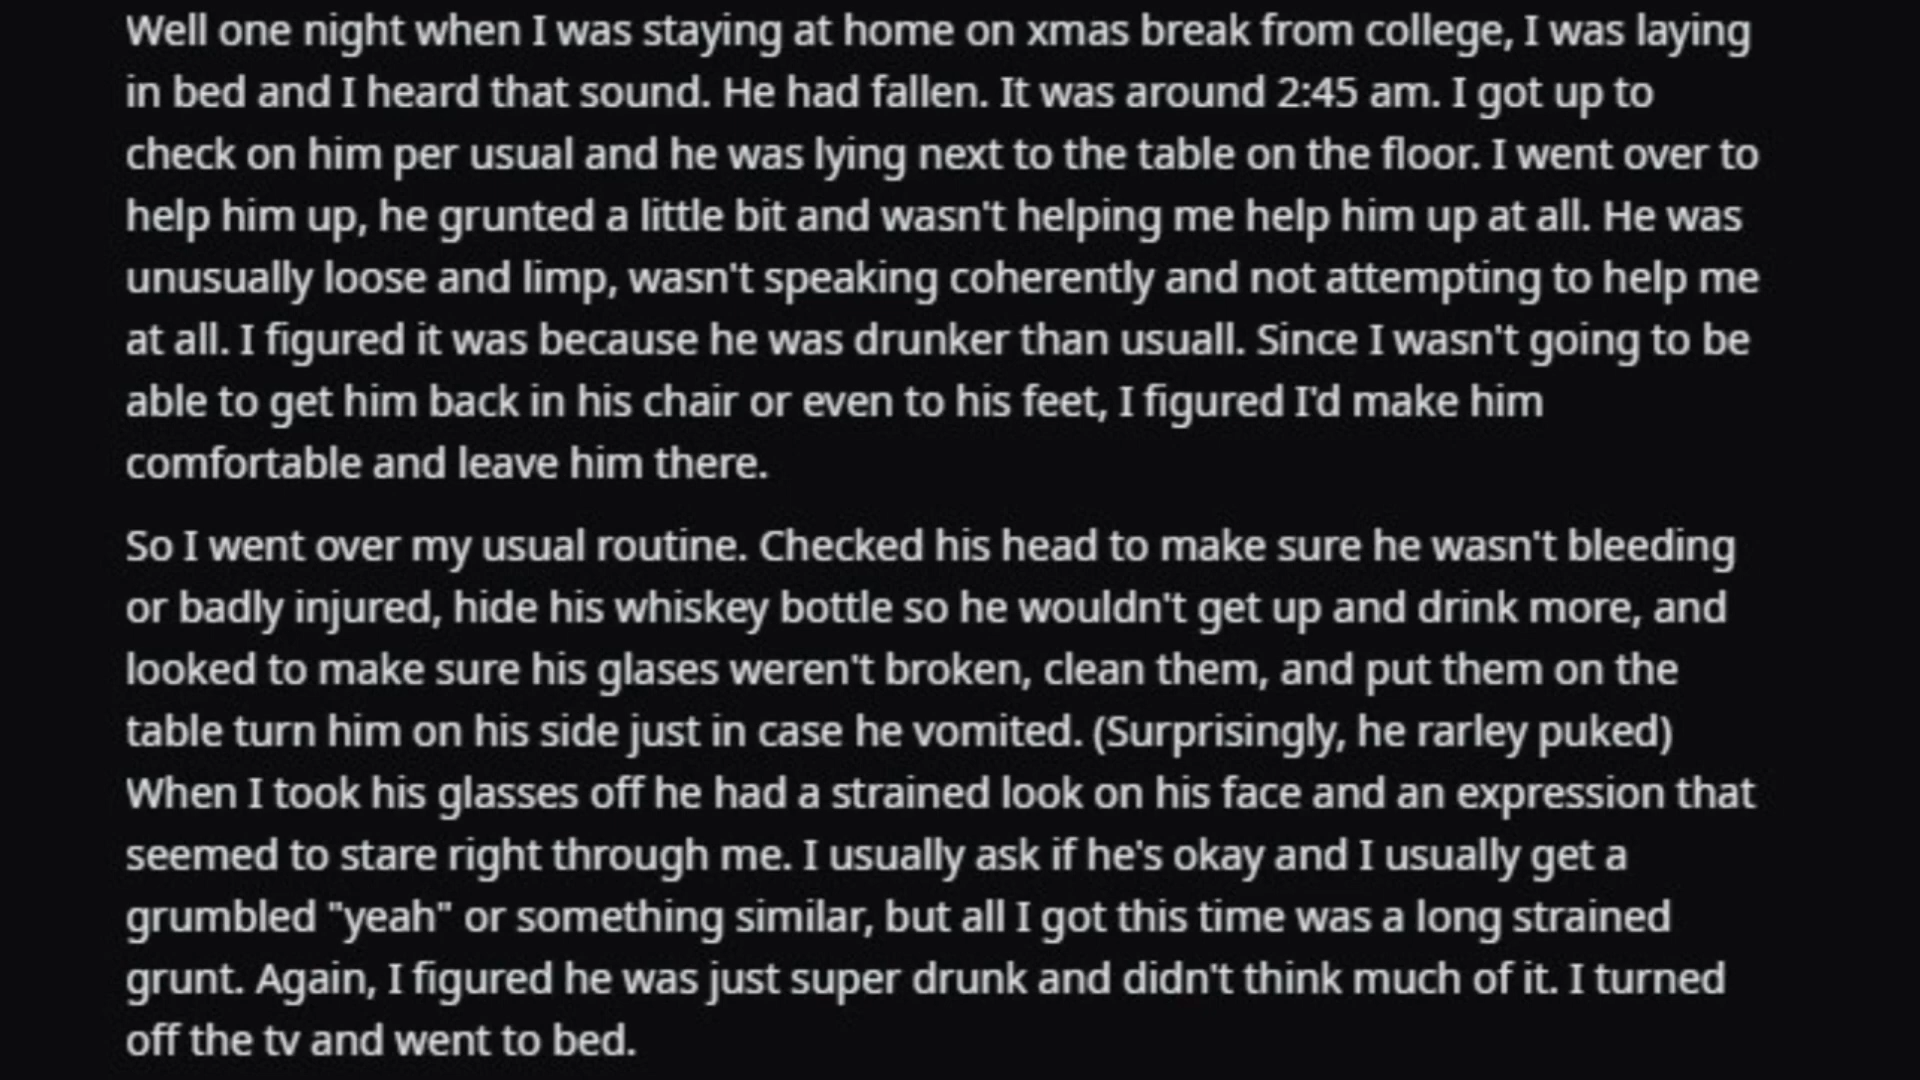 Well one night when I was staying at home on xmas break from college, I was laying
in bed and I heard that sound. He had fallen. It was around 2:45 am. I got up to
check on him per usual and he was lying next to the table on the floor. I went over to
help him up, he grunted a little bit and wasn't helping me help him up at all. He was
unusually loose and limp, wasn't speaking coherently and not attempting to help me
at all. I figured it was because he was drunker than usuall. Since I wasn't going to be
able to get him back in his chair or even to his feet, I figured I'd make him
comfortable and leave him there.
So I went over my usual routine. Checked his head to make sure he wasn't bleeding
or badly injured, hide his whiskey bottle so he wouldn't get up and drink more, and
looked to make sure his glases weren't broken, clean them, and put them on the
table turn him on his side just in case he vomited. (Surprisingly, he rarley puked)
When I took his glasses off he had a strained look on his face and an expression that
seemed to stare right through me. I usually ask if he's okay and I usually get a
grumbled "yeah" or something similar, but all I got this time was a long strained
grunt. Again, I figured he was just super drunk and didn't think much of it. I turned
off the tv and went to bed.